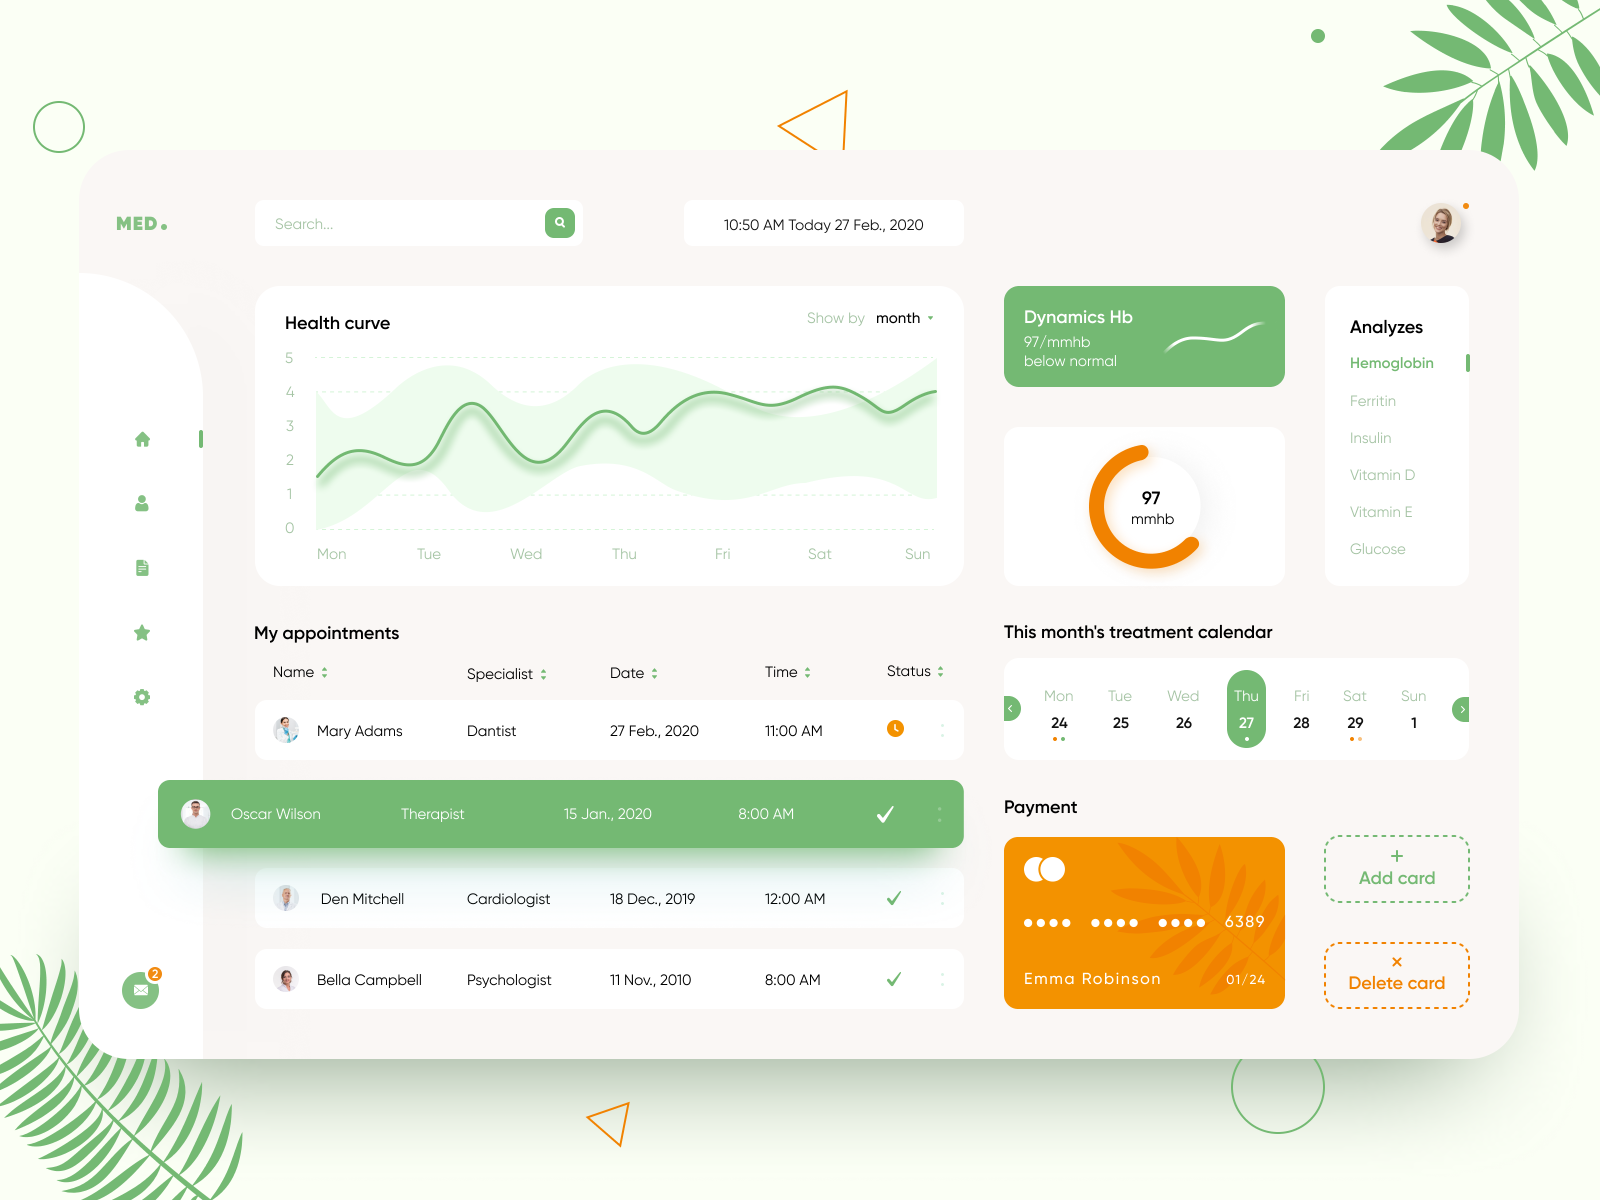 MED.
Search...
10:50 AM Today 27 Feb., 2020
Health curve
Show by month
5
4
3
2
1
0
Mon Tue Wed Thu Fri Sat Sun
Dynamics Hb
97/mmhb
below normal
97
mmhb
Analyzes
Hemoglobin
Ferritin
Insulin
Vitamin D
Vitamin E
Glucose
My appointments
Name Specialist Date Time Status
Mary Adams Dantist 27 Feb., 2020 11:00 AM
Oscar Wilson Therapist 15 Jan., 2020 8:00 AM
Den Mitchell Cardiologist 18 Dec., 2019 12:00 AM
Bella Campbell Psychologist 11 Nov., 2010 8:00 AM
2
This month's treatment calendar
Mon Tue Wed Thu Fri Sat Sun
24 25 26 27 28 29 1
Payment
6389
Emma Robinson 01/24
Add card
Delete card